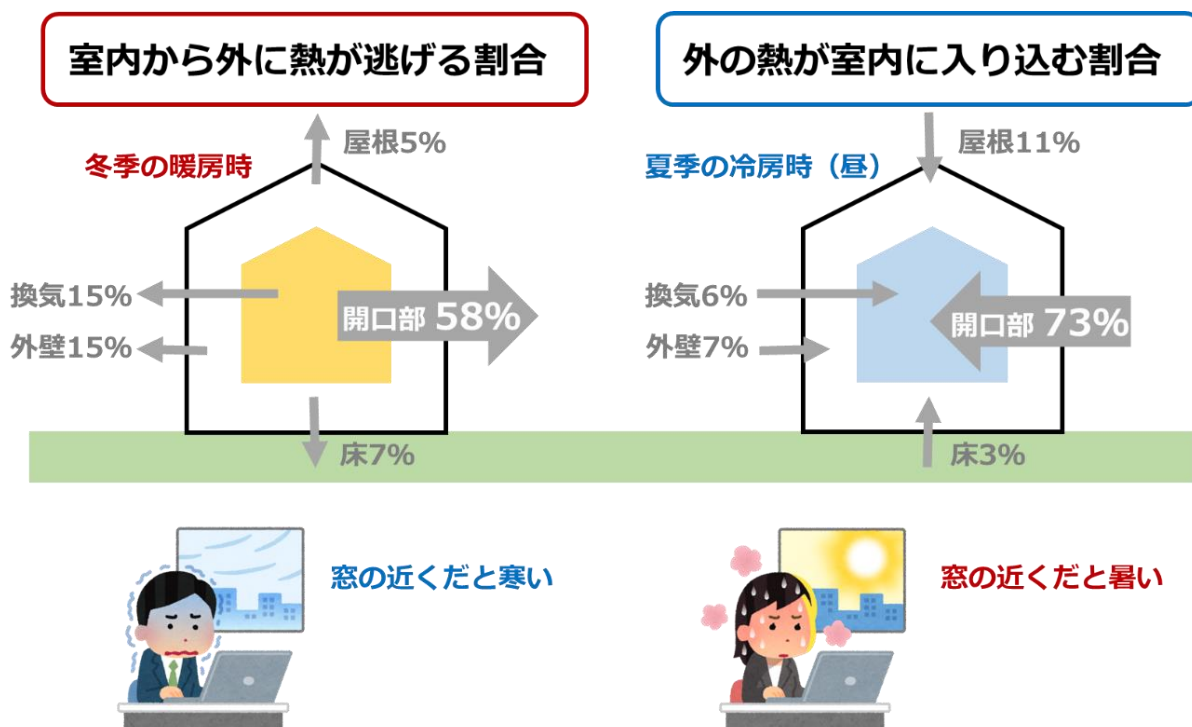 室内から外に熱が逃げる割合
冬季の暖房時
屋根5%
換気15%
開口部 58%
外壁15%
床7%
窓の近くだと寒い
外の熱が室内に入り込む割合
夏季の冷房時（昼）
屋根11%
換気6%
開口部 73%
外壁7%
床3%
窓の近くだと暑い